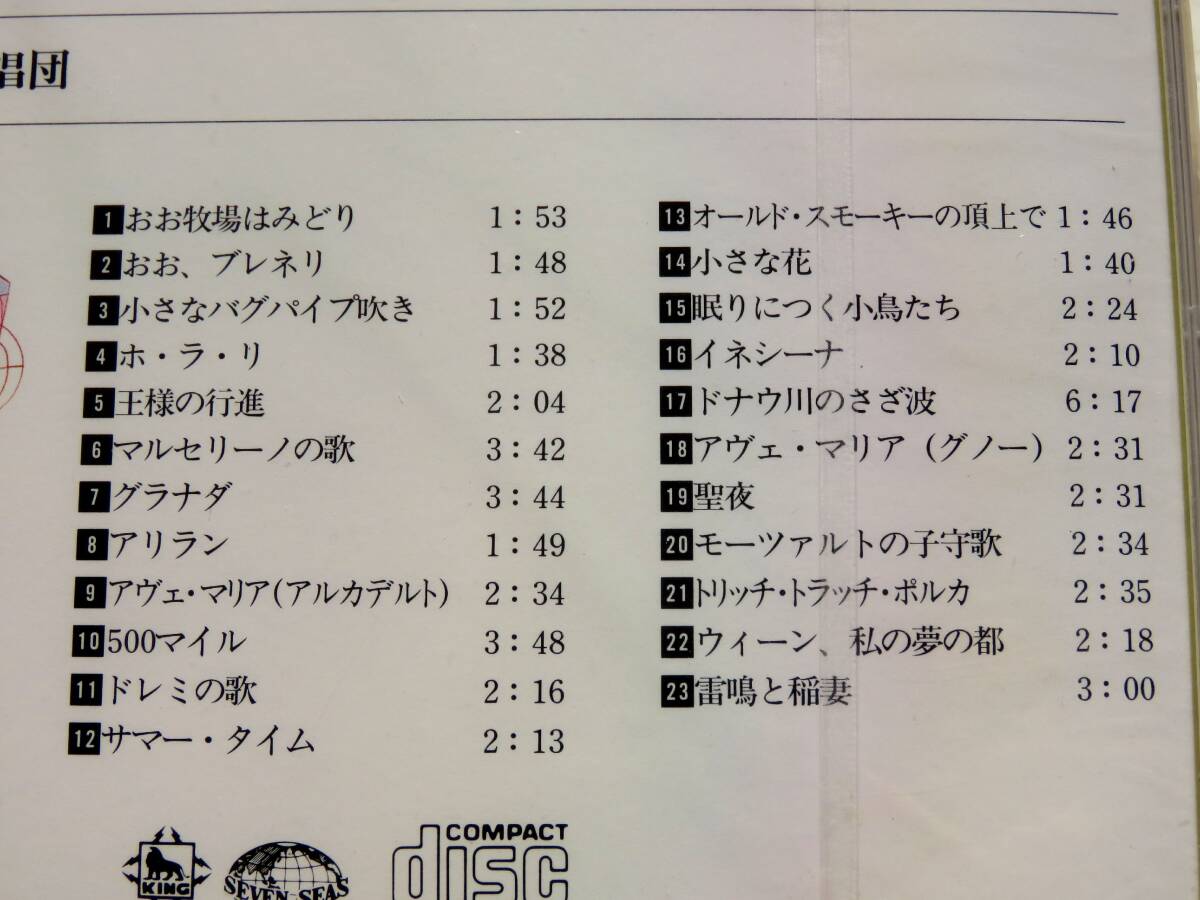 唱団
1 おお牧場はみどり 1：53
2 おお、ブレネリ 1：48
3 小さなバグパイプ吹き 1：52
4 ホ・ラ・リ 1：38
5 王様の行進 2：04
6 マルセリーノの歌 3：42
7 グラナダ 3：44
8 アリラン 1：49
9 アヴェ・マリア(アルカデルト) 2：34
10 500マイル 3：48
11 ドレミの歌 2：16
12 サマー・タイム 2：13
13 オールド・スモーキーの頂上で 1：46
14 小さな花 1：40
15 眠りにつく小鳥たち 2：24
16 イネシーナ 2：10
17 ドナウ川のさざ波 6：17
18 アヴェ・マリア（グノー） 2：31
19 聖夜 2：31
20 モーツァルトの子守歌 2：34
21 トリッチ・トラッチ・ポルカ 2：35
22 ウィーン、私の夢の都 2：18
23 雷鳴と稲妻 3：00
KING
SEVEN SEAS
COMPACT
disc